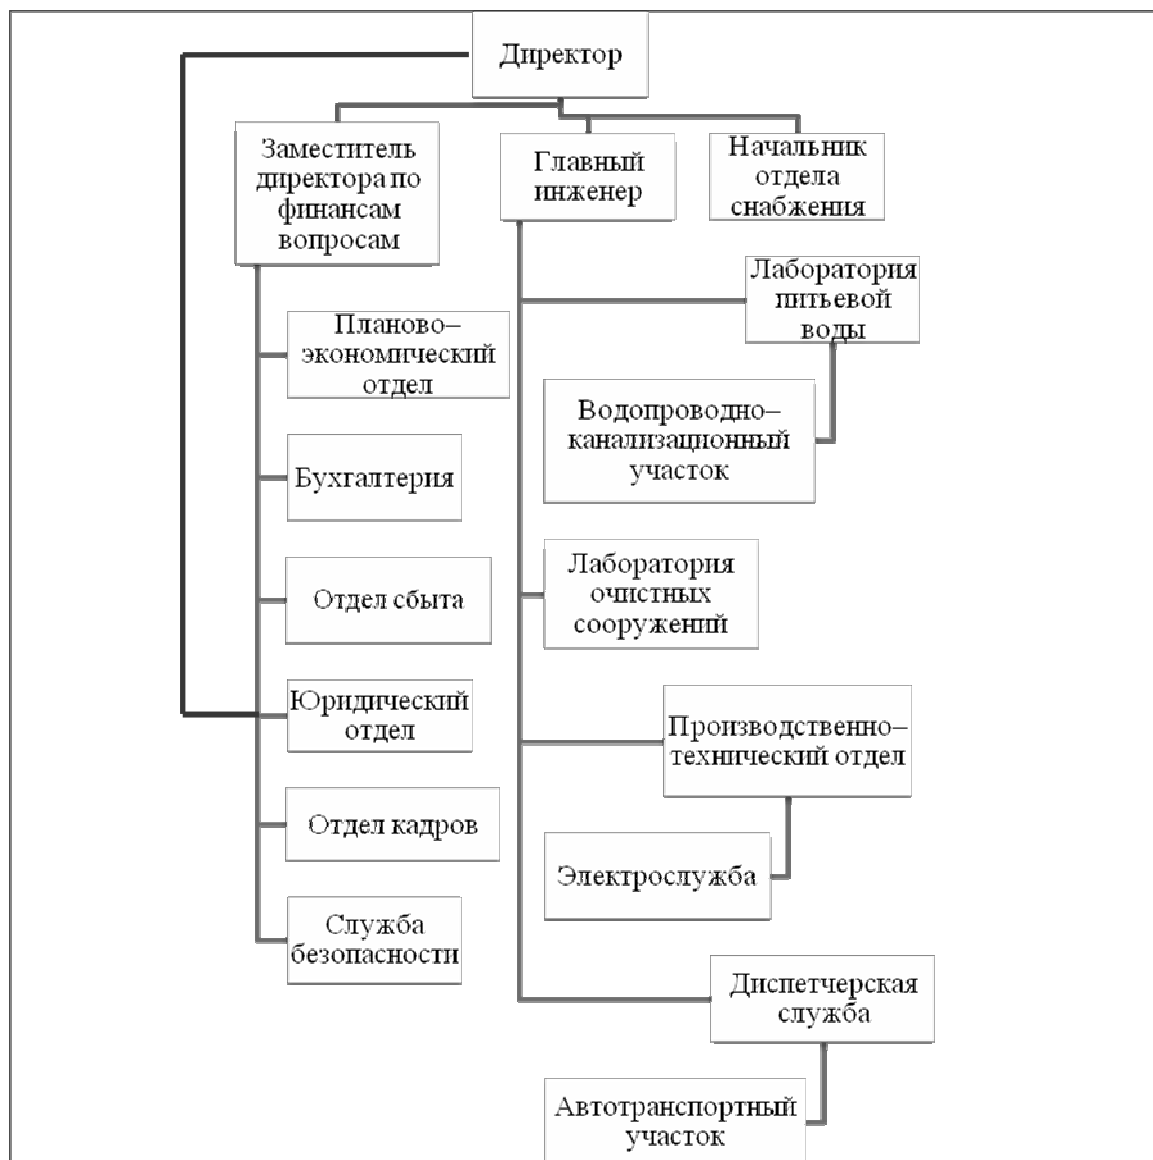 Директор
Заместитель
директора по
финансам
вопросам
Главный
инженер
Начальник
отдела
снабжения
Планово–
экономический
отдел
Бухгалтерия
Отдел сбыта
Юридический
отдел
Отдел кадров
Служба
безопасности
Лаборатория
питьевой
воды
Водопроводно–
канализационный
участок
Лаборатория
очистных
сооружений
Производственно–
технический отдел
Электрослужба
Диспетчерская
служба
Автотранспортный
участок